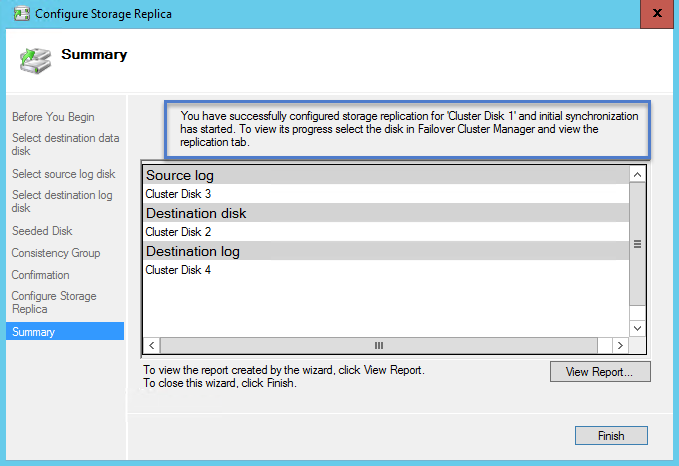 Configure Storage Replica
x
Summary
Before You Begin
Select destination data
disk
Select source log disk
Select destination log
disk
Seeded Disk
Consistency Group
Confirmation
Configure Storage
Replica
Summary
You have successfully configured storage replication for 'Cluster Disk 1' and initial synchronization
has started. To view its progress select the disk in Failover Cluster Manager and view the
replication tab.
Source log
Cluster Disk 3
Destination disk
Cluster Disk 2
Destination log
Cluster Disk 4
To view the report created by the wizard, click View Report.
To close this wizard, click Finish.
View Report...
Finish